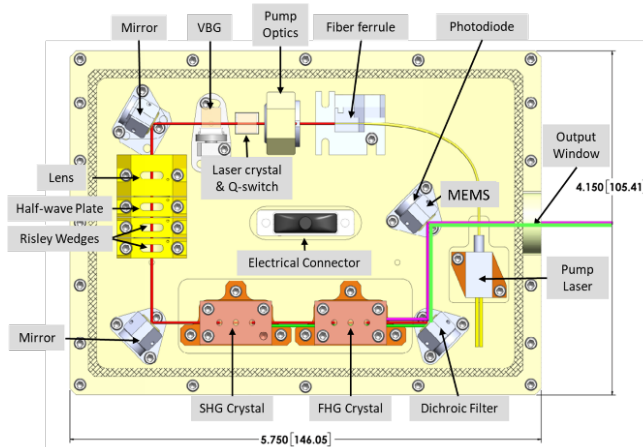 Mirror
VBG
Pump
Optics
Fiber ferrule
Photodiode
Output
Window
4.150 [105.41]
Lens
Laser crystal
& Q-switch
MEMS
Half-wave Plate
Risley Wedges
Electrical Connector
Pump
Laser
Mirror
SHG Crystal
FHG Crystal
Dichroic Filter
5.750 [146.05]